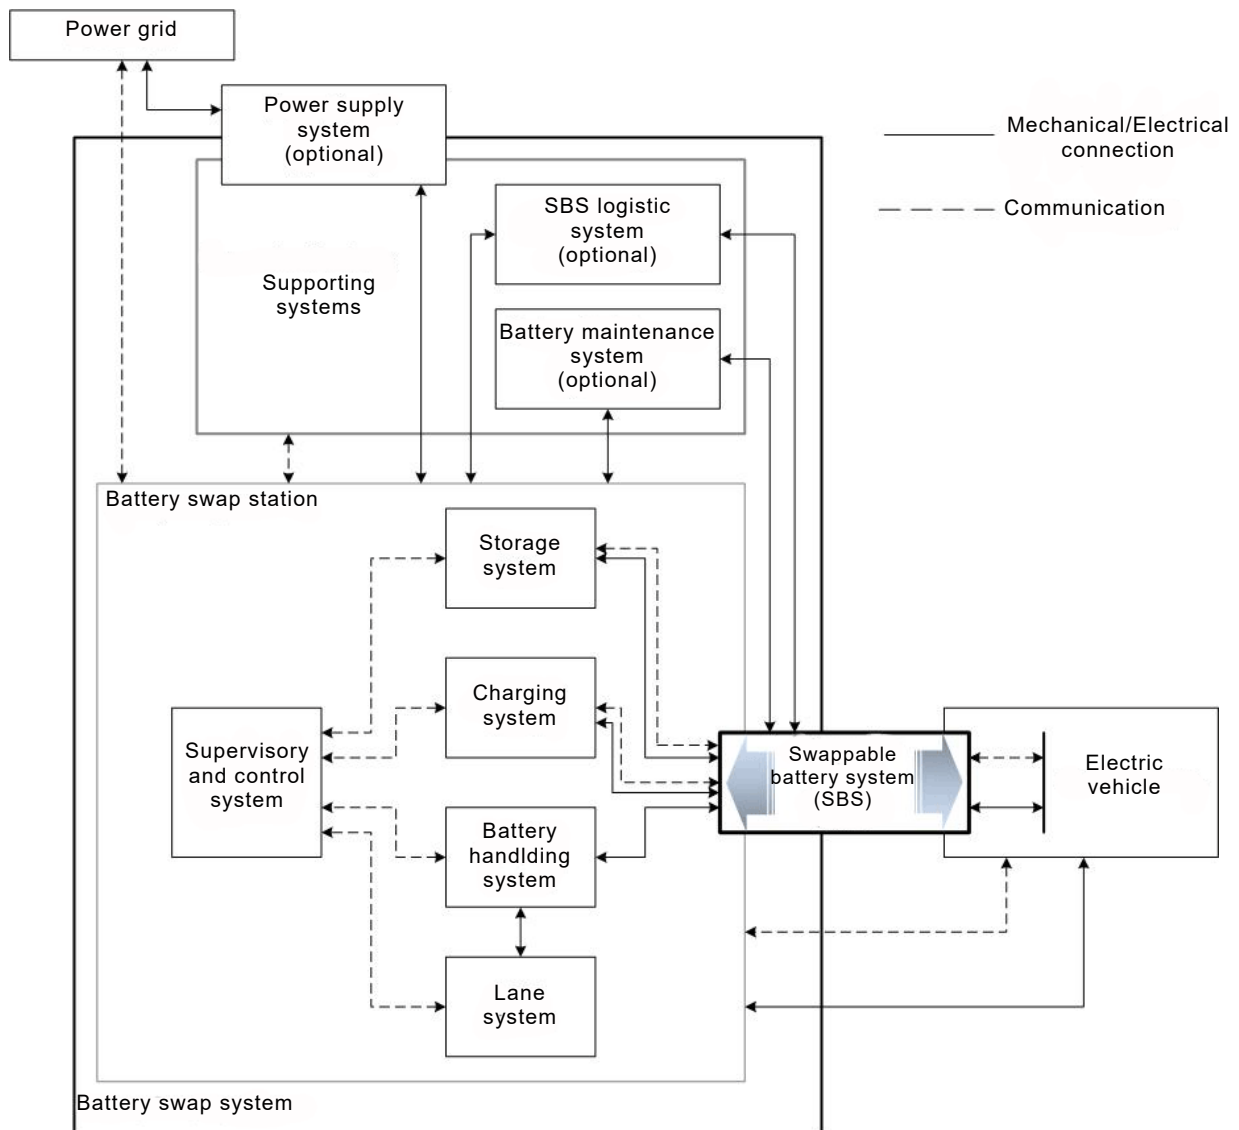 Power grid
Power supply
system
(optional)
Mechanical/Electrical
connection
Communication
SBS logistic
system
(optional)
Supporting
systems
Battery maintenance
system
(optional)
Battery swap station
Storage
system
Charging
system
Supervisory
and control
system
Swappable
battery system
(SBS)
Electric
vehicle
Battery
handlding
system
Lane
system
Battery swap system